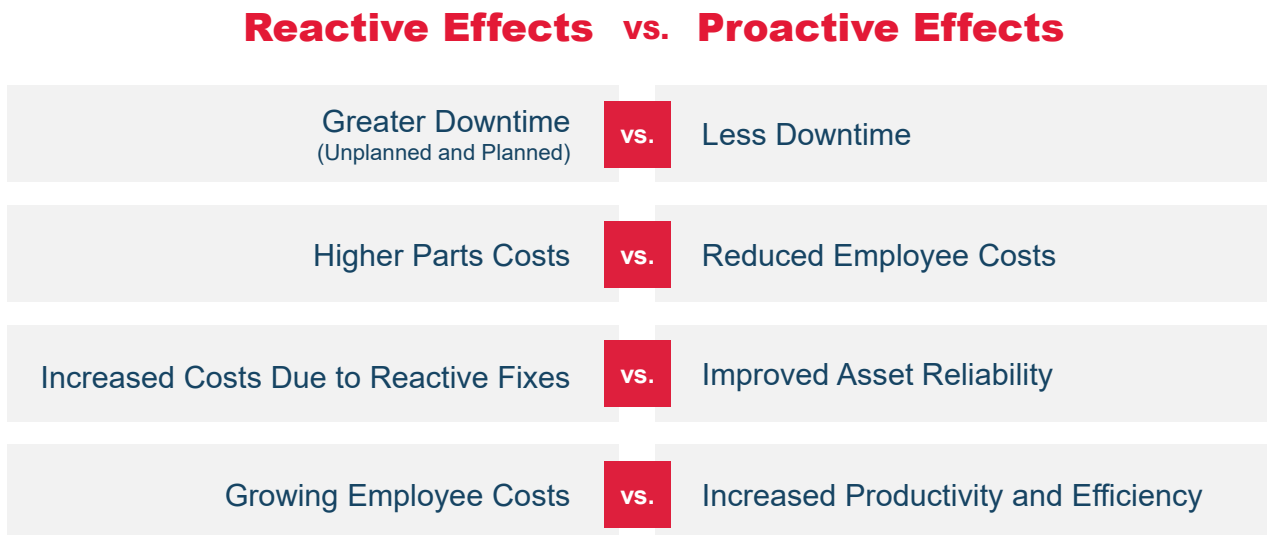 Reactive Effects vs. Proactive Effects
Greater Downtime
(Unplanned and Planned)
vs.
Less Downtime
Higher Parts Costs vs. Reduced Employee Costs
Increased Costs Due to Reactive Fixes vs. Improved Asset Reliability
Growing Employee Costs vs. Increased Productivity and Efficiency